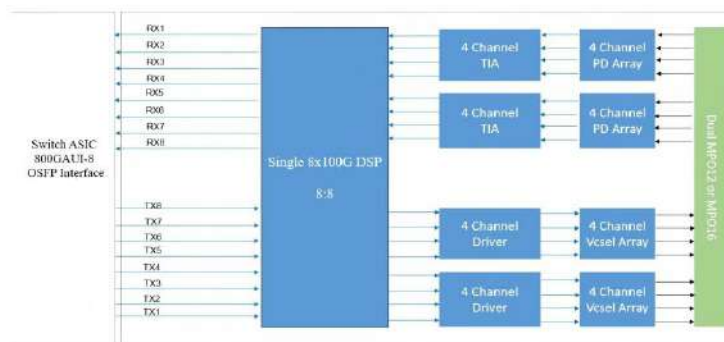 RX1
RX2
RX3
RX4
RX5
RX6
RX7
RX8
Switch ASIC
800GAUI-8
OSFP Interface
TX8
TX7
TX6
TX5
TX4
TX3
TX2
TX1
Single 8x100G DSP
8:8
4 Channel
TIA
4 Channel
PD Array
4 Channel
TIA
4 Channel
PD Array
4 Channel
Driver
4 Channel
Vcsel Array
4 Channel
Driver
4 Channel
Vcsel Array
Dual MPO12 or MPO16